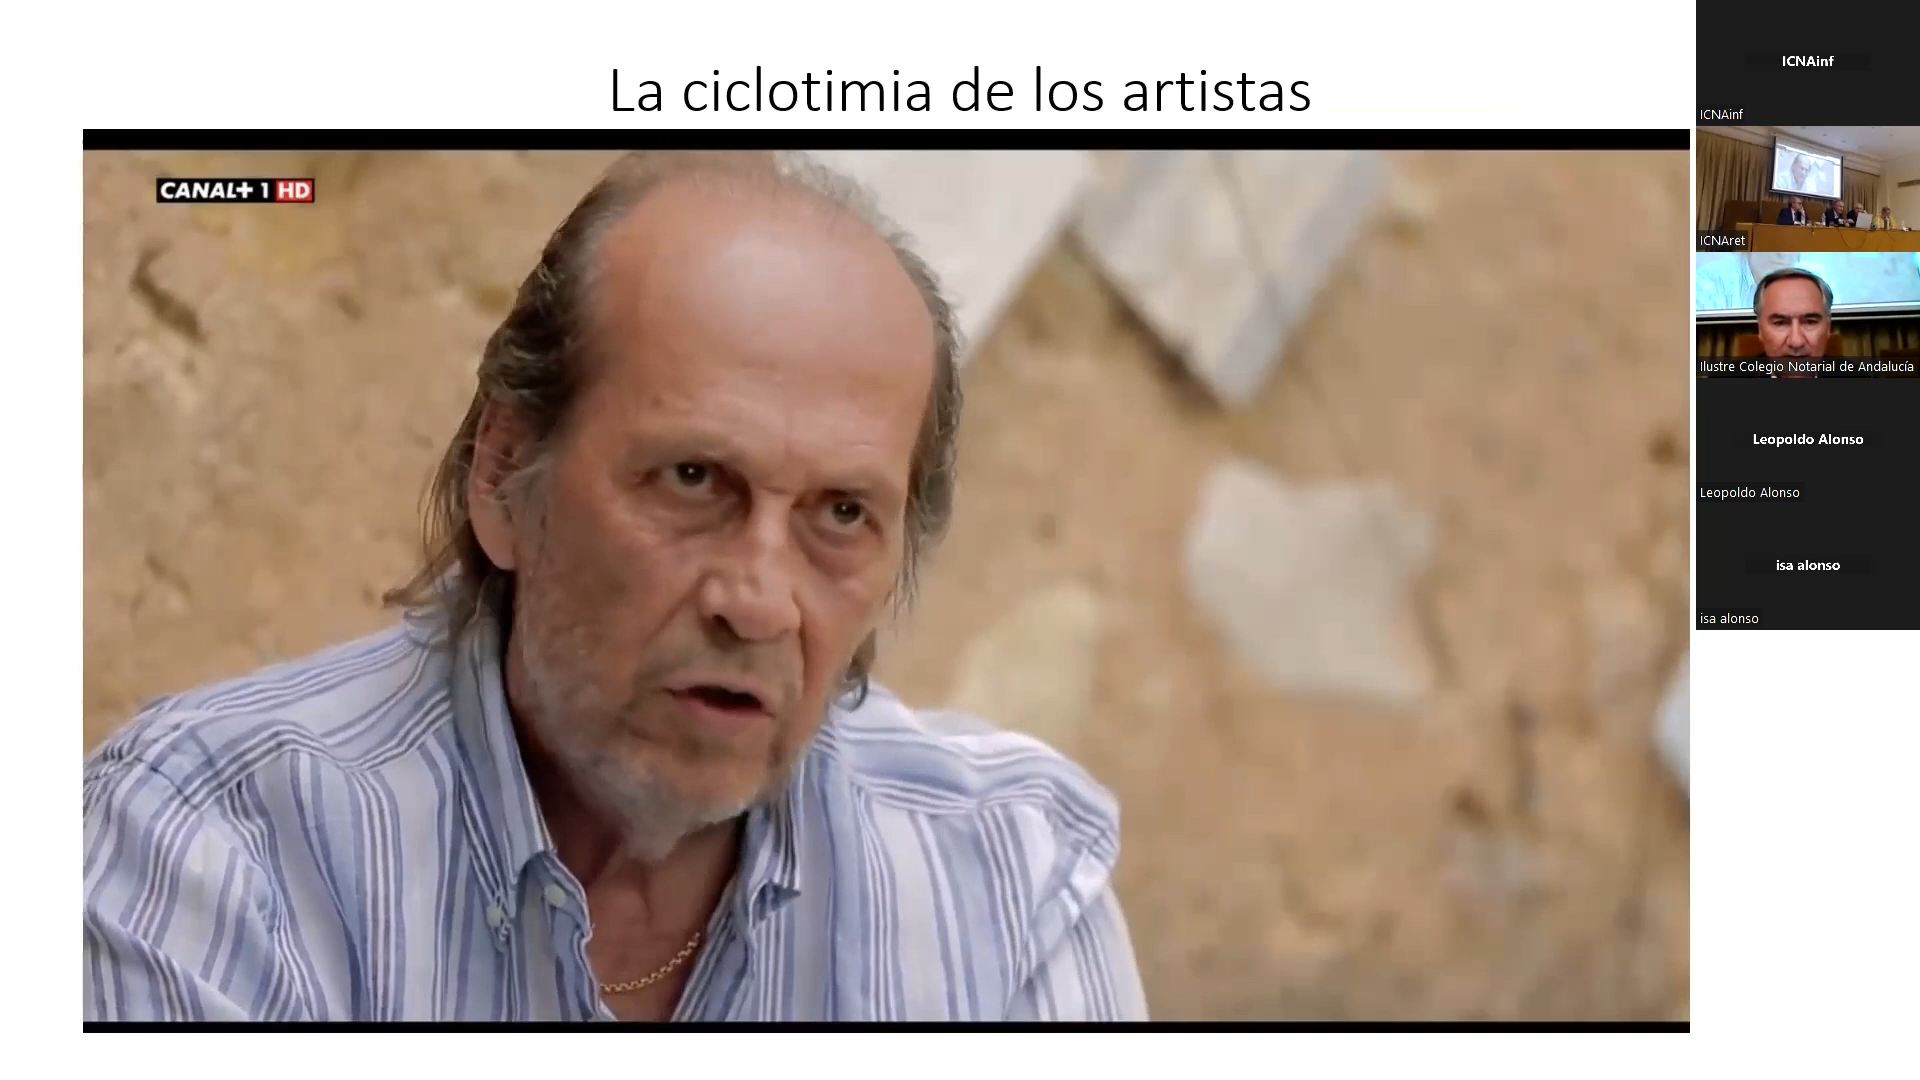 La ciclotimia de los artistas
CANAL+ 1 HD
ICNAinf
ICNAinf
ICNAret
Ilustre Colegio Notarial de Andalucía
Leopoldo Alonso
Leopoldo Alonso
isa alonso
isa alonso